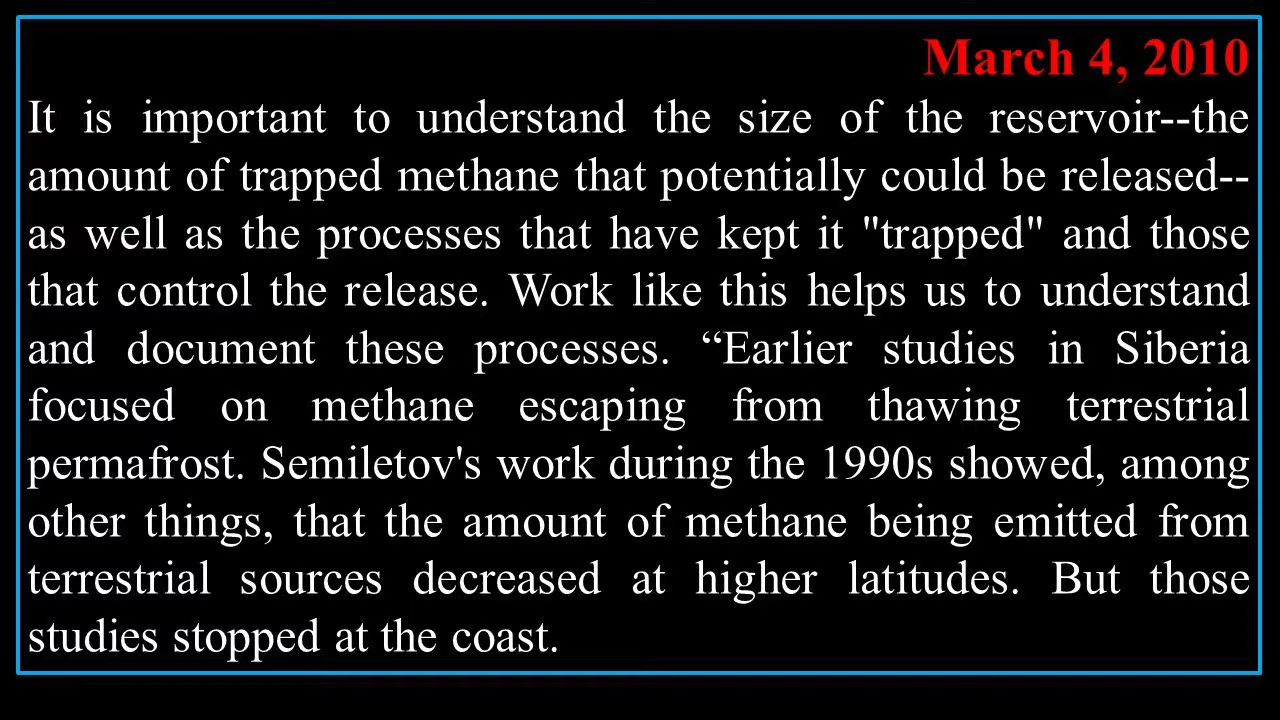 March 4, 2010
It is important to understand the size of the reservoir--the
amount of trapped methane that potentially could be released--
as well as the processes that have kept it "trapped" and those
that control the release. Work like this helps us to understand
and document these processes. “Earlier studies in Siberia
focused on methane escaping from thawing terrestrial
permafrost. Semiletov's work during the 1990s showed, among
other things, that the amount of methane being emitted from
terrestrial sources decreased at higher latitudes. But those
studies stopped at the coast.